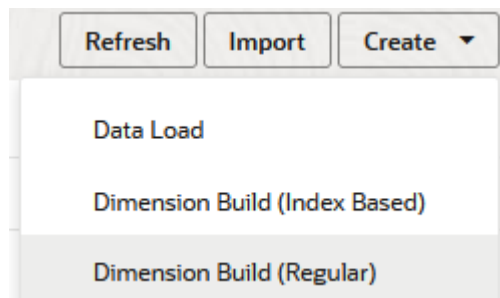 Refresh Import Create
Data Load
Dimension Build (Index Based)
Dimension Build (Regular)